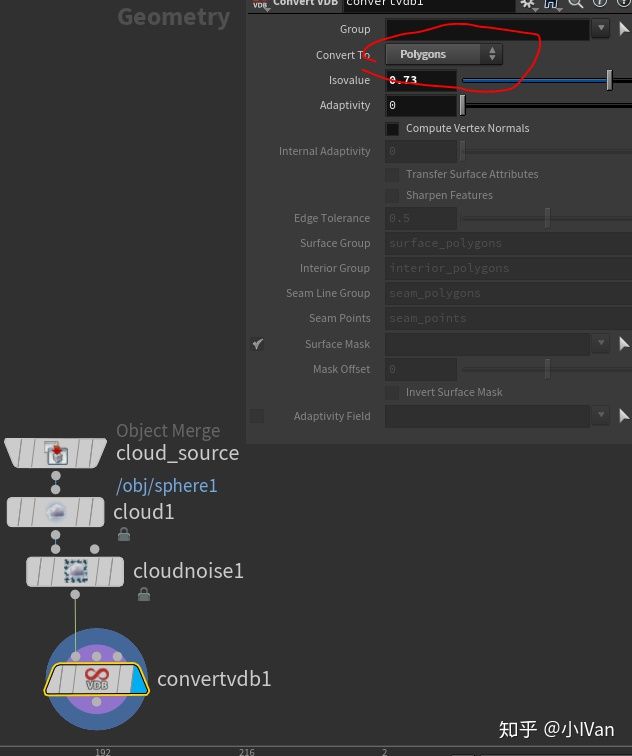 Geometry
VDB Convert VDB convertvdb1
Group
Convert To Polygons
Isovalue 0.73
Adaptivity 0
Compute Vertex Normals
Internal Adaptivity 0
Transfer Surface Attributes
Sharpen Features
Edge Tolerance 0.5
Surface Group surface_polygons
Interior Group interior_polygons
Seam Line Group seam_polygons
Seam Points seam_points
Surface Mask
Mask Offset 0
Invert Surface Mask
Adaptivity Field
Object Merge
cloud_source
/obj/sphere1
cloud1
cloudnoise1
VDB
convertvdb1
知乎 @小IVan
192 216 2